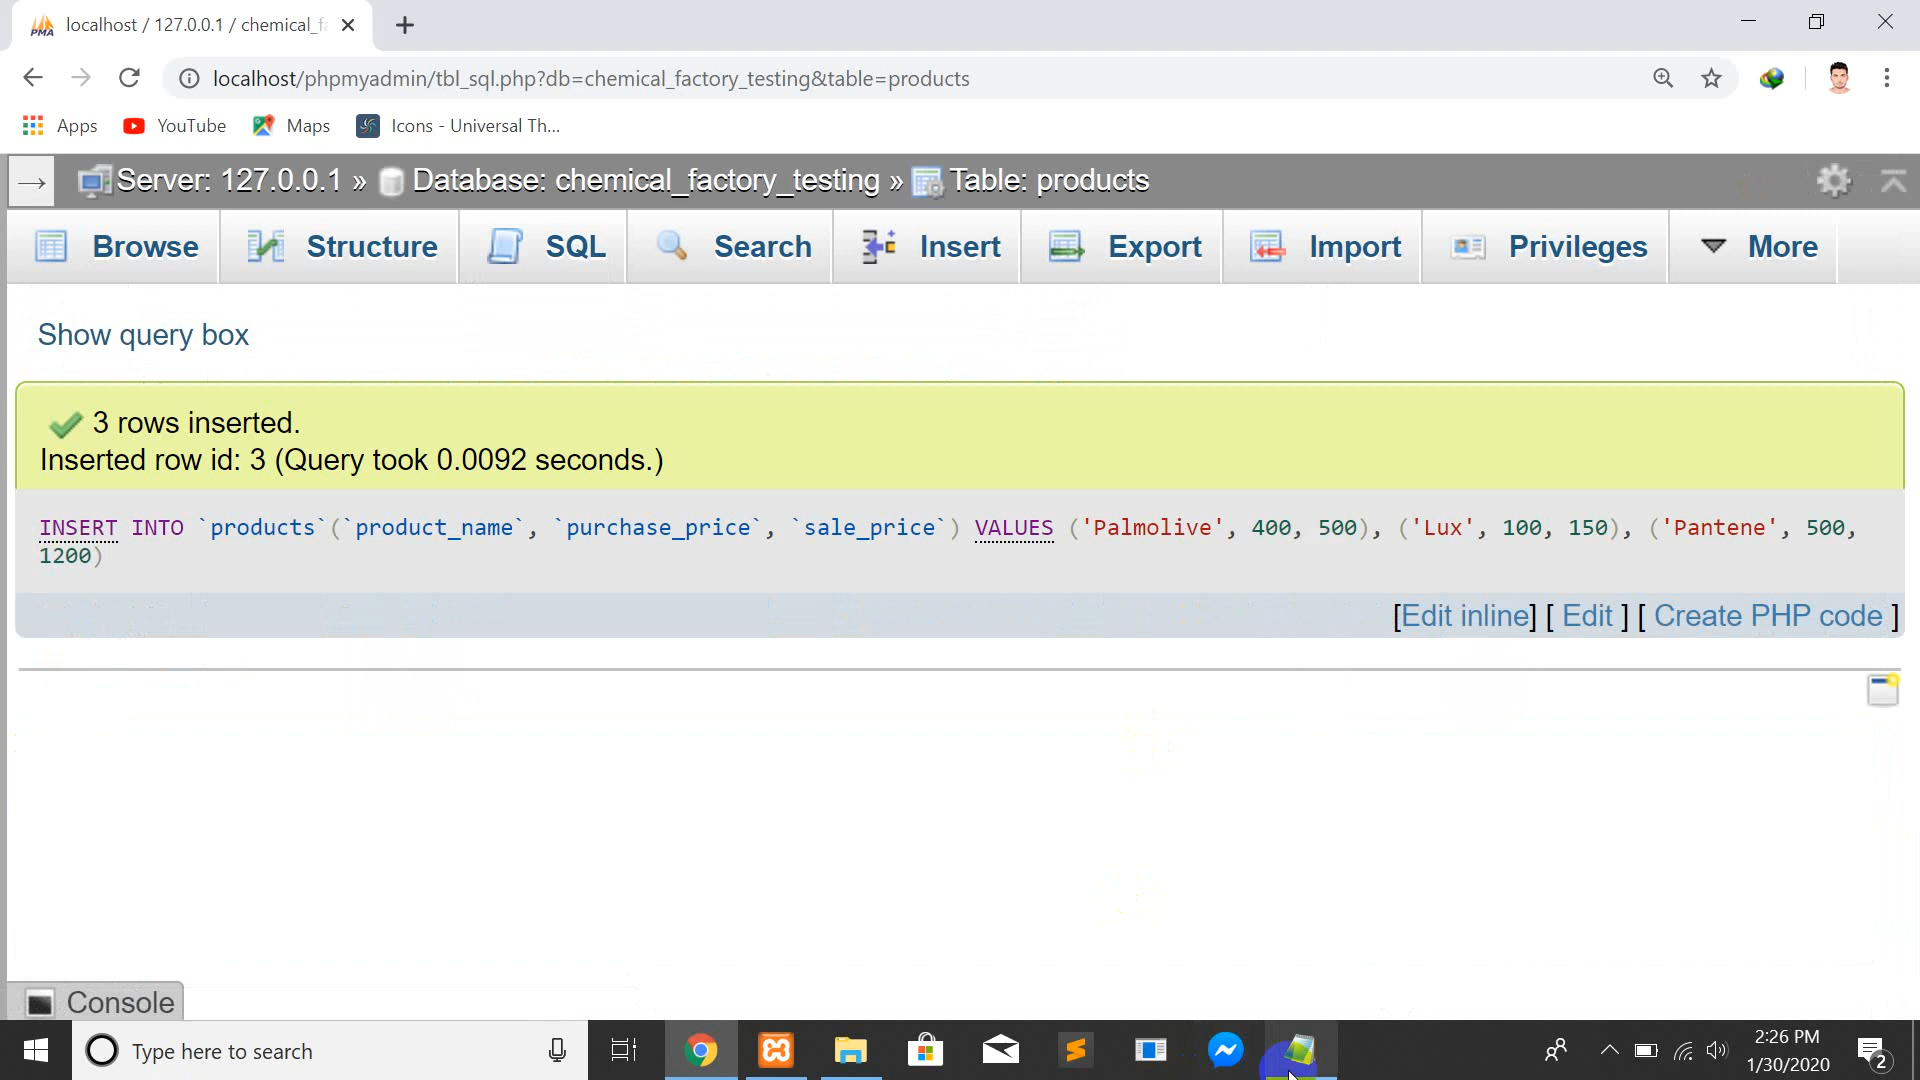 localhost / 127.0.0.1 / chemical_fa
localhost/phpmyadmin/tbl_sql.php?db=chemical_factory_testing&table=products
Apps YouTube Maps Icons - Universal Th...
→ Server: 127.0.0.1 » Database: chemical_factory_testing » Table: products
Browse Structure SQL Search Insert Export Import Privileges More
Show query box
3 rows inserted.
Inserted row id: 3 (Query took 0.0092 seconds.)
INSERT INTO `products`(`product_name`, `purchase_price`, `sale_price`) VALUES ('Palmolive', 400, 500), ('Lux', 100, 150), ('Pantene', 500,
1200)
[Edit inline] [ Edit ] [ Create PHP code ]
Console
Type here to search
2:26 PM
1/30/2020
2